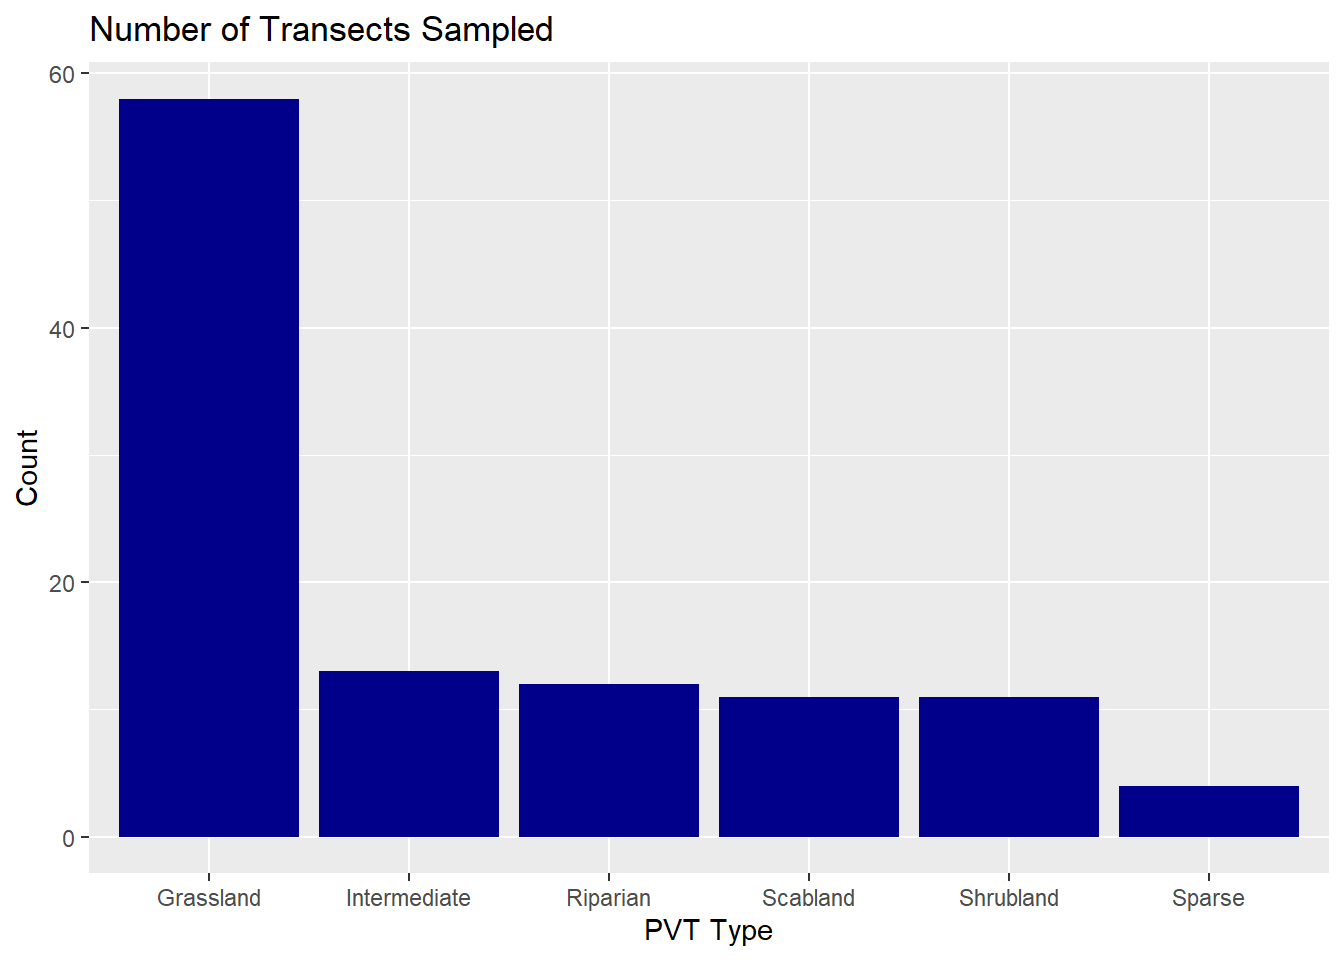 Number of Transects Sampled
60
40
20
0
Count
Grassland Intermediate Riparian Scabland Shrubland Sparse
PVT Type